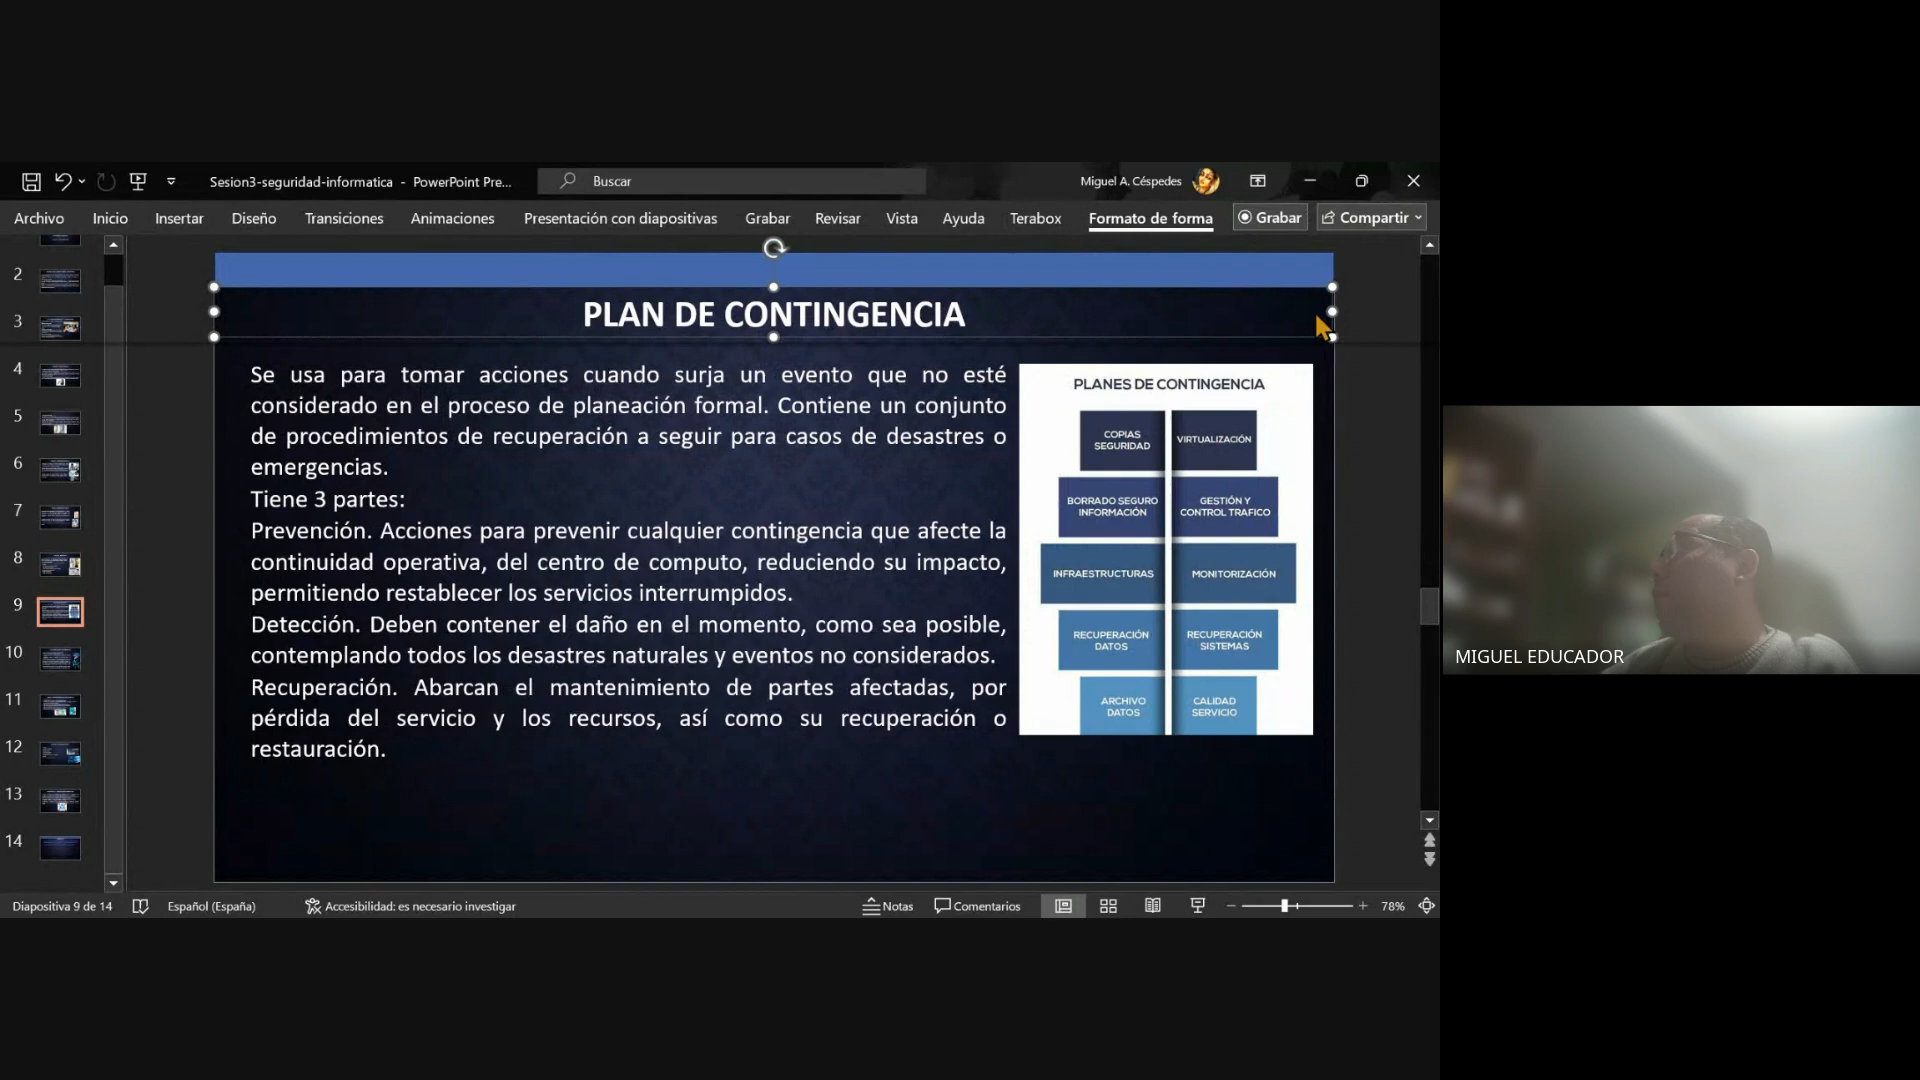 Sesion3-seguridad-informatica - PowerPoint Pre...
Buscar
Miguel A. Céspedes
Archivo Inicio Insertar Diseño Transiciones Animaciones Presentación con diapositivas Grabar Revisar Vista Ayuda Terabox Formato de forma Grabar Compartir
2
3
4
5
6
7
8
9
10
11
12
13
14
PLAN DE CONTINGENCIA
Se usa para tomar acciones cuando surja un evento que no esté
considerado en el proceso de planeación formal. Contiene un conjunto
de procedimientos de recuperación a seguir para casos de desastres o
emergencias.
Tiene 3 partes:
Prevención. Acciones para prevenir cualquier contingencia que afecte la
continuidad operativa, del centro de computo, reduciendo su impacto,
permitiendo restablecer los servicios interrumpidos.
Detección. Deben contener el daño en el momento, como sea posible,
contemplando todos los desastres naturales y eventos no considerados.
Recuperación. Abarcan el mantenimiento de partes afectadas, por
pérdida del servicio y los recursos, así como su recuperación o
restauración.
PLANES DE CONTINGENCIA
COPIAS
SEGURIDAD
VIRTUALIZACIÓN
BORRADO SEGURO
INFORMACIÓN
GESTIÓN Y
CONTROL TRAFICO
INFRAESTRUCTURAS
MONITORIZACIÓN
RECUPERACIÓN
DATOS
RECUPERACIÓN
SISTEMAS
ARCHIVO
DATOS
CALIDAD
SERVICIO
MIGUEL EDUCADOR
Diapositiva 9 de 14 Español (España) Accesibilidad: es necesario investigar Notas Comentarios 78%